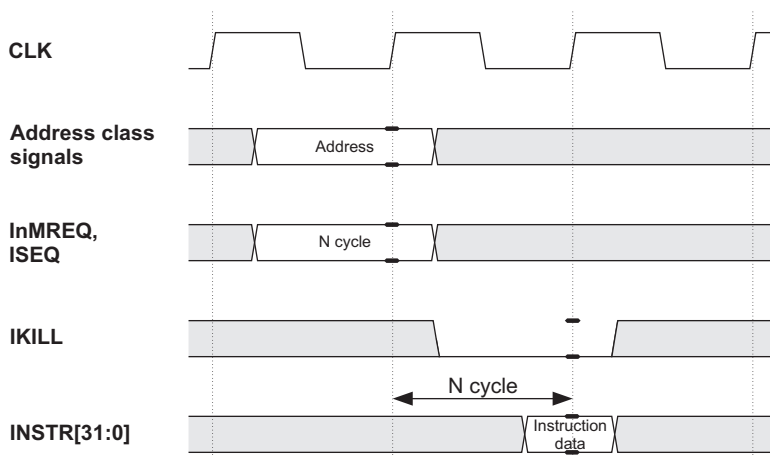 CLK
Address class
signals
Address
InMREQ,
ISEQ
N cycle
IKILL
N cycle
INSTR[31:0]
Instruction
data